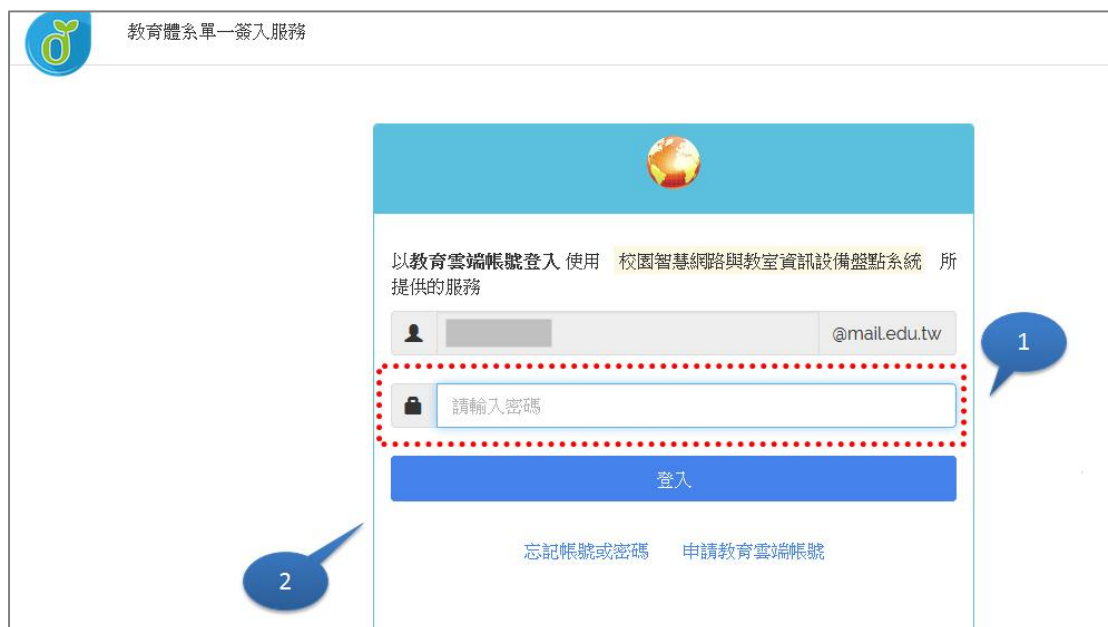 教育體系單一簽入服務
以教育雲端帳號登入 使用 校園智慧網路與教室資訊設備盤點系統 所
提供的服務
@mail.edu.tw
1
請輸入密碼
登入
忘記帳號或密碼 申請教育雲端帳號
2